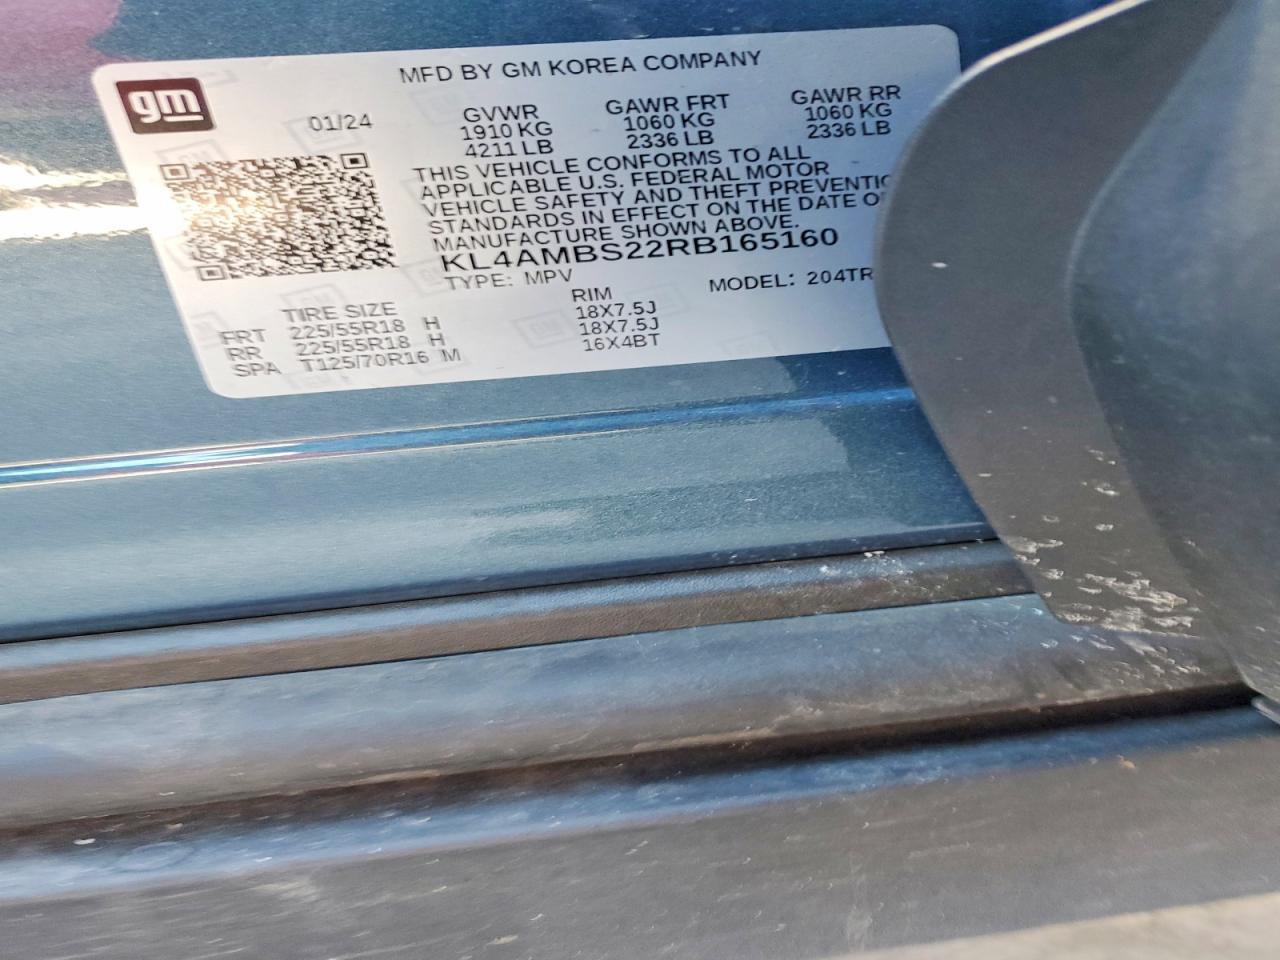 gm
MFD BY GM KOREA COMPANY
01/24
GVWR GAWR FRT GAWR RR
1910 KG 1060 KG 1060 KG
4211 LB 2336 LB 2336 LB
THIS VEHICLE CONFORMS TO ALL
APPLICABLE U.S. FEDERAL MOTOR
VEHICLE SAFETY AND THEFT PREVENTIO
STANDARDS IN EFFECT ON THE DATE O
MANUFACTURE SHOWN ABOVE.
KL4AMBS22RB165160
TYPE: MPV MODEL: 204TR
TIRE SIZE RIM
FRT 225/55R18 H 18X7.5J
RR 225/55R18 H 18X7.5J
SPA T125/70R16 M 16X4BT